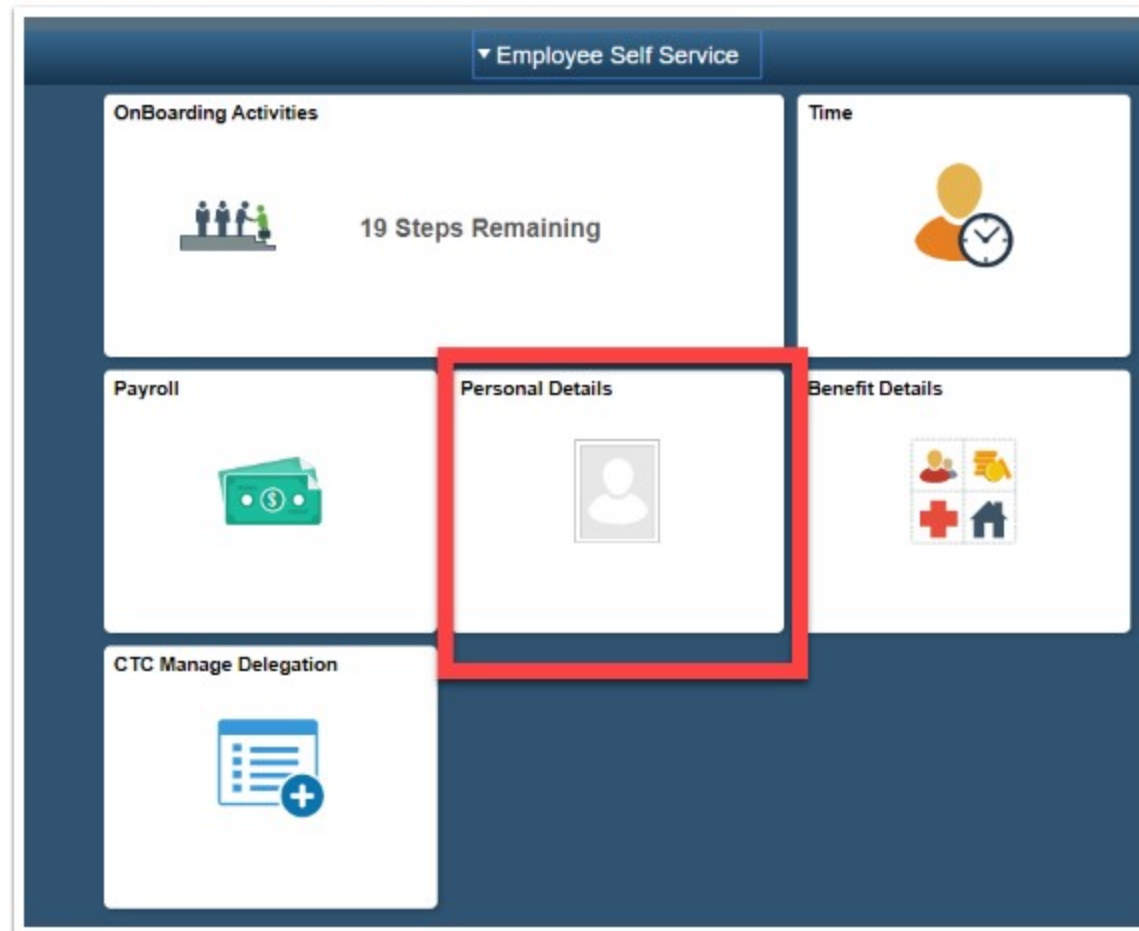 Employee Self Service
OnBoarding Activities
Time
19 Steps Remaining
Payroll
Personal Details
Benefit Details
$
CTC Manage Delegation